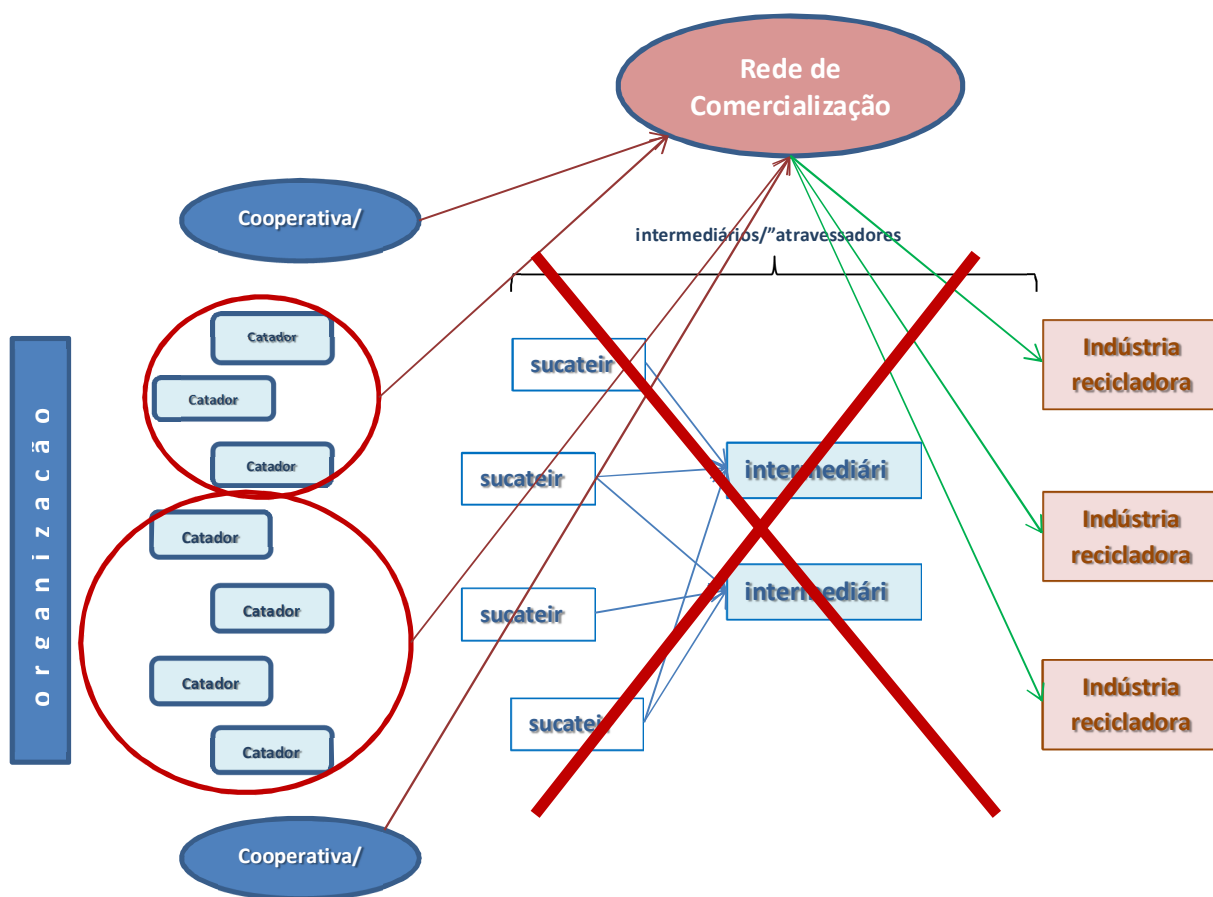 Rede de
Comercialização
Cooperativa/
intermediários/”atravessadores
organizacão
Catador
Catador
Catador
Catador
Catador
Catador
Catador
sucateir
sucateir
sucateir
sucateir
intermediári
intermediári
Indústria
recicladora
Indústria
recicladora
Indústria
recicladora
Cooperativa/